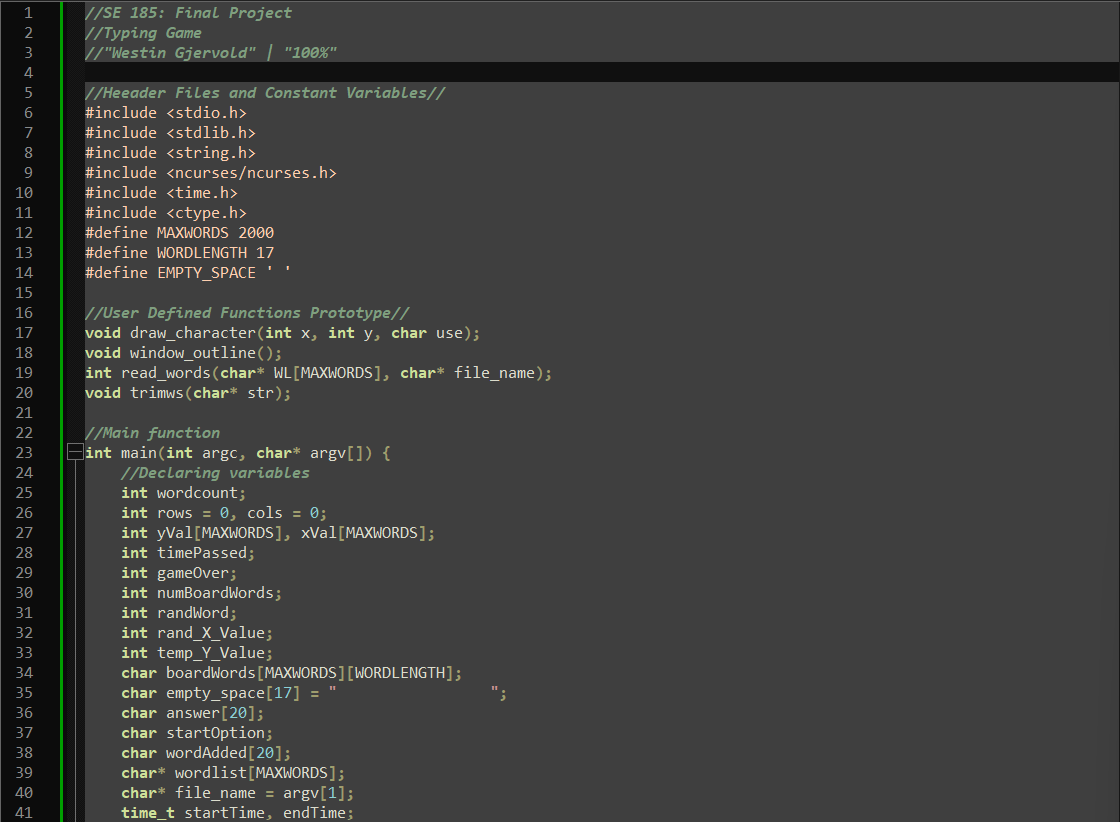 1 //SE 185: Final Project
2 //Typing Game
3 //"Westin Gjervold" | "100%"
4
5 //Heeader Files and Constant Variables//
6 #include <stdio.h>
7 #include <stdlib.h>
8 #include <string.h>
9 #include <ncurses/ncurses.h>
10 #include <time.h>
11 #include <ctype.h>
12 #define MAXWORDS 2000
13 #define WORDLENGTH 17
14 #define EMPTY_SPACE ' '
15
16 //User Defined Functions Prototype//
17 void draw_character(int x, int y, char use);
18 void window_outline();
19 int read_words(char* WL[MAXWORDS], char* file_name);
20 void trimws(char* str);
21
22 //Main function
23 int main(int argc, char* argv[]) {
24     //Declaring variables
25     int wordcount;
26     int rows = 0, cols = 0;
27     int yVal[MAXWORDS], xVal[MAXWORDS];
28     int timePassed;
29     int gameOver;
30     int numBoardWords;
31     int randWord;
32     int rand_X_Value;
33     int temp_Y_Value;
34     char boardWords[MAXWORDS][WORDLENGTH];
35     char empty_space[17] = "                 ";
36     char answer[20];
37     char startOption;
38     char wordAdded[20];
39     char* wordlist[MAXWORDS];
40     char* file_name = argv[1];
41     time_t startTime, endTime;